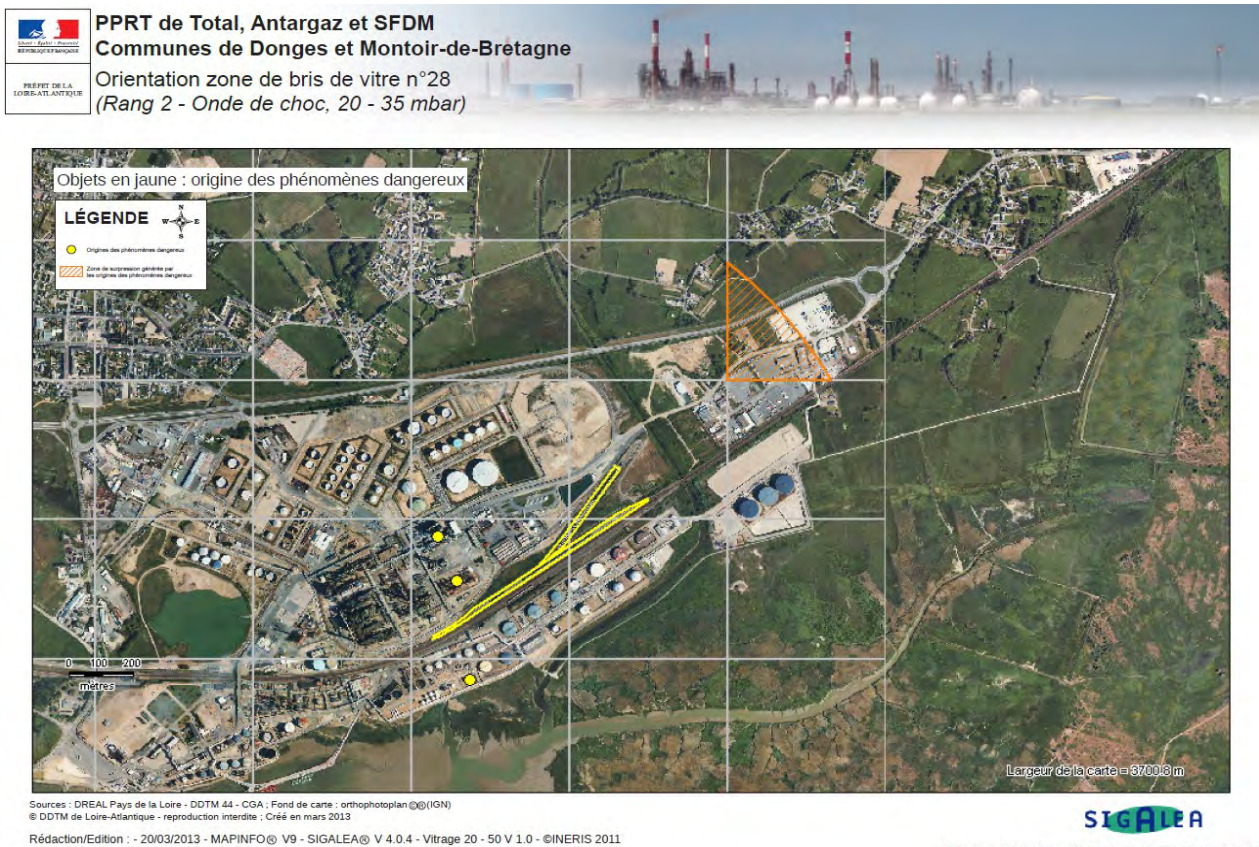 PPRT de Total, Antargaz et SFDM
Communes de Donges et Montoir-de-Bretagne
Orientation zone de bris de vitre n°28
(Rang 2 - Onde de choc, 20 - 35 mbar)
Liberté • Égalité • Fraternité
RÉPUBLIQUE FRANÇAISE
PRÉFET DE LA
LOIRE-ATLANTIQUE
Objets en jaune : origine des phénomènes dangereux
LÉGENDE
N
W E
S
Origines des phénomènes dangereux
Zone de surpression générée par
les origines des phénomènes dangereux
0 100 200
mètres
Largeur de la carte = 3700.8 m
Sources : DREAL Pays de la Loire - DDTM 44 - CGA ; Fond de carte : orthophotoplan ©®(IGN)
© DDTM de Loire-Atlantique - reproduction interdite ; Créé en mars 2013
SIGALEA
Rédaction/Edition : - 20/03/2013 - MAPINFO® V9 - SIGALEA® V 4.0.4 - Vitrage 20 - 50 V 1.0 - ©INERIS 2011